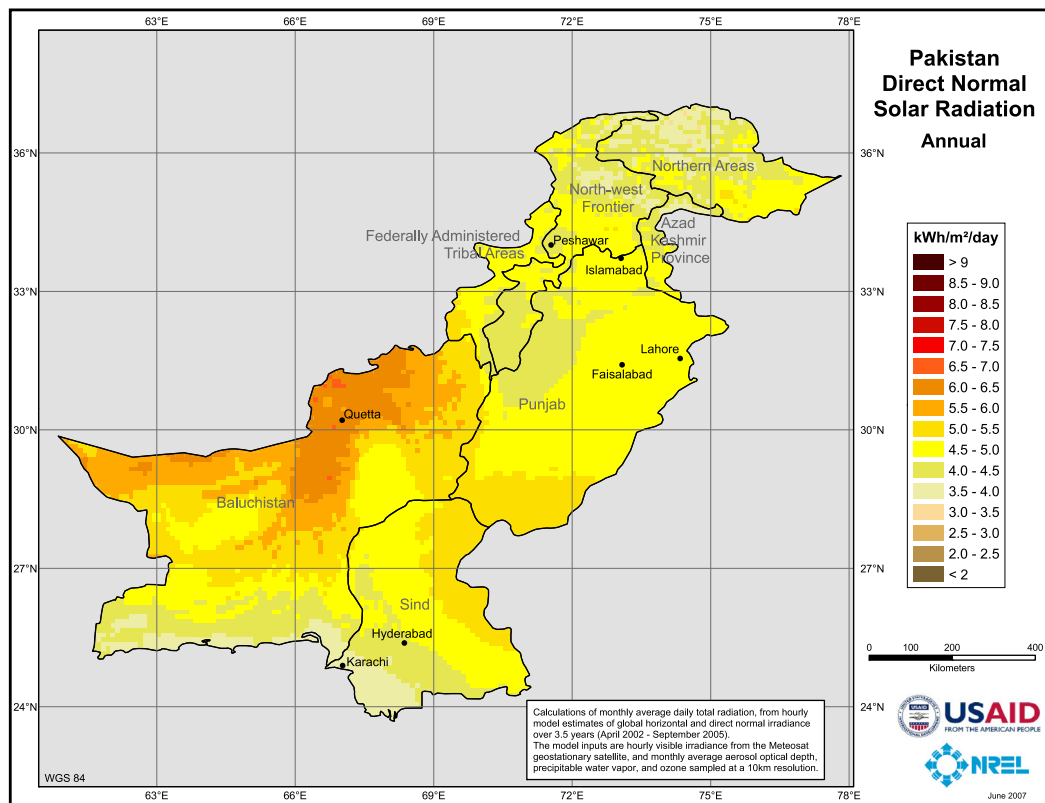 63°E 66°E 69°E 72°E 75°E 78°E
Pakistan
Direct Normal
Solar Radiation
Annual
36°N 36°N
Northern Areas
North-west
Frontier
Azad
Kashmir
Province
Federally Administered
Tribal Areas
Peshawar
Islamabad
33°N 33°N
Lahore
Faisalabad
Punjab
Quetta
30°N 30°N
Baluchistan
27°N 27°N
Sind
Hyderabad
Karachi
24°N 24°N
kWh/m²/day
> 9
8.5 - 9.0
8.0 - 8.5
7.5 - 8.0
7.0 - 7.5
6.5 - 7.0
6.0 - 6.5
5.5 - 6.0
5.0 - 5.5
4.5 - 5.0
4.0 - 4.5
3.5 - 4.0
3.0 - 3.5
2.5 - 3.0
2.0 - 2.5
< 2
0 100 200 400
Kilometers
Calculations of monthly average daily total radiation, from hourly
model estimates of global horizontal and direct normal irradiance
over 3.5 years (April 2002 - September 2005).
The model inputs are hourly visible irradiance from the Meteosat
geostationary satellite, and monthly average aerosol optical depth,
precipitable water vapor, and ozone sampled at a 10km resolution.
USAID
USAID
FROM THE AMERICAN PEOPLE
NREL
WGS 84
June 2007
63°E 66°E 69°E 72°E 75°E 78°E